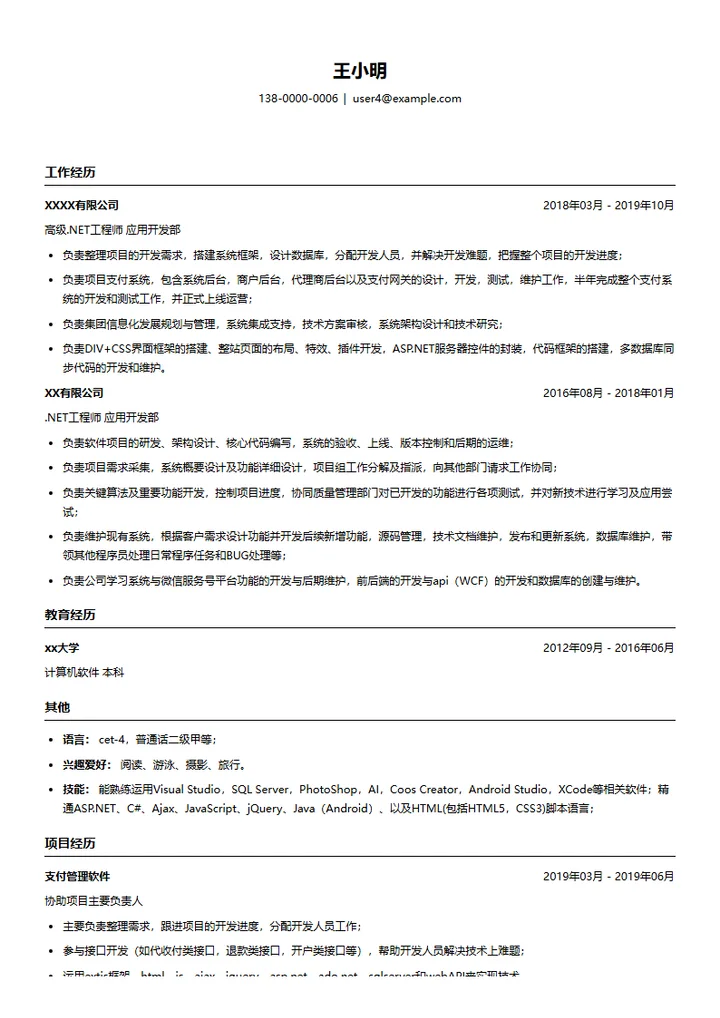 王小明
138-0000-0006 | user4@example.com
工作经历
XXXX有限公司 2018年03月 - 2019年10月
高级.NET工程师 应用开发部
• 负责整理项目的开发需求，搭建系统框架，设计数据库，分配开发人员，并解决开发难题，把握整个项目的开发进度；
• 负责项目支付系统，包含系统后台，商户后台，代理商后台以及支付网关的设计，开发，测试，维护工作，半年完成整个支付系
统的开发和测试工作，并正式上线运营；
• 负责集团信息化发展规划与管理，系统集成支持，技术方案审核，系统架构设计和技术研究；
• 负责DIV+CSS界面框架的搭建、整站页面的布局、特效、插件开发，ASP.NET服务器控件的封装，代码框架的搭建，多数据库同
步代码的开发和维护。
XX有限公司 2016年08月 - 2018年01月
.NET工程师 应用开发部
• 负责软件项目的研发、架构设计、核心代码编写，系统的验收、上线、版本控制和后期的运维；
• 负责项目需求采集，系统概要设计及功能详细设计，项目组工作分解及指派，向其他部门请求工作协同；
• 负责关键算法及重要功能开发，控制项目进度，协同质量管理部门对已开发的功能进行各项测试，并对新技术进行学习及应用尝
试；
• 负责维护现有系统，根据客户需求设计功能并开发后续新增功能，源码管理，技术文档维护，发布和更新系统，数据库维护，带
领其他程序员处理日常程序任务和BUG处理等；
• 负责公司学习系统与微信服务号平台功能的开发与后期维护，前后端的开发与api（WCF）的开发和数据库的创建与维护。
教育经历
xx大学 2012年09月 - 2016年06月
计算机软件 本科
其他
• 语言： cet-4，普通话二级甲等；
• 兴趣爱好： 阅读、游泳、摄影、旅行。
• 技能： 能熟练运用Visual Studio，SQL Server，PhotoShop，AI，Coos Creator，Android Studio，XCode等相关软件；精
通ASP.NET、C#、Ajax、JavaScript、jQuery、Java（Android）、以及HTML(包括HTML5，CSS3)脚本语言；
项目经历
支付管理软件 2019年03月 - 2019年06月
协助项目主要负责人
• 主要负责整理需求，跟进项目的开发进度，分配开发人员工作；
• 参与接口开发（如代收付类接口，退款类接口，开户类接口等），帮助开发人员解决技术上难题；
• 运用extjs框架、html、js、ajax、jquery、asp.net、ado.net、sqlserver和webAPI来实现技术